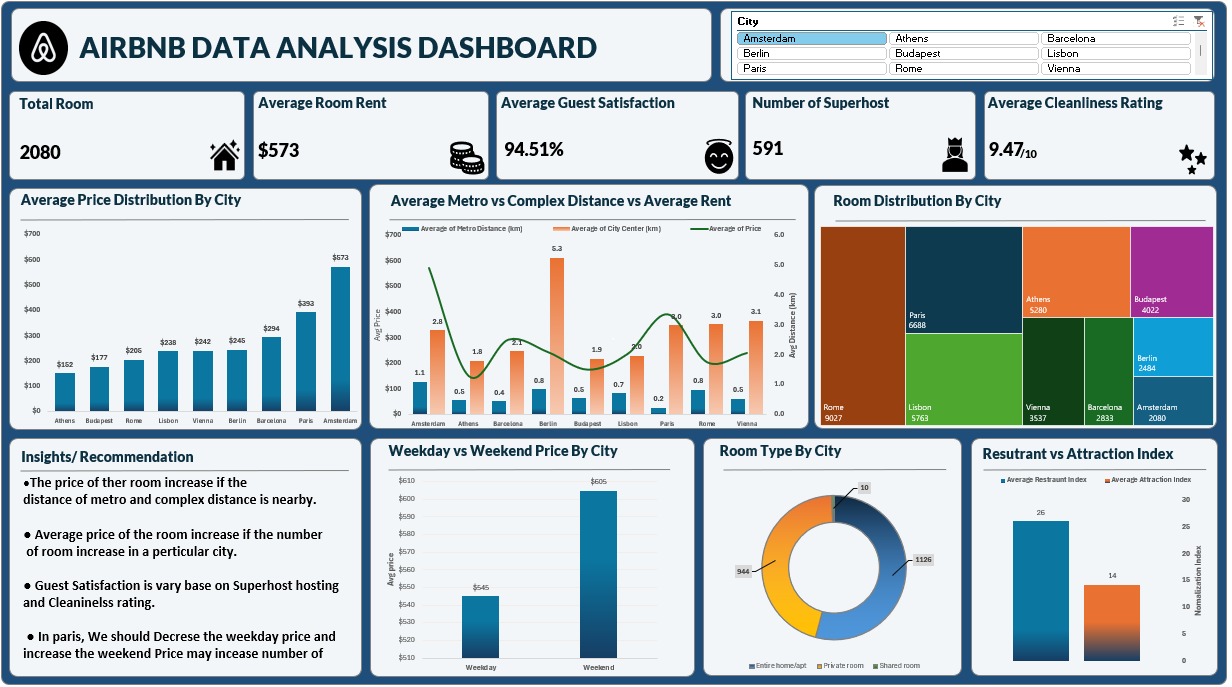 AIRBNB DATA ANALYSIS DASHBOARD
City
Amsterdam Athens Barcelona
Berlin Budapest Lisbon
Paris Rome Vienna
Total Room
2080
Average Room Rent
$573
Average Guest Satisfaction
94.51%
Number of Superhost
591
Average Cleanliness Rating
9.47/10
Average Price Distribution By City
$700
$600
$500
$400
$300
$200
$100
$0
$152 $177 $205 $238 $242 $245 $294 $393 $573
Athens Budapest Rome Lisbon Vienna Berlin Barcelona Paris Amsterdam
Average Metro vs Complex Distance vs Average Rent
Average of Metro Distance (km) Average of City Center (km) Average of Price
Avg Price
$700
$600
$500
$400
$300
$200
$100
$0
1.1 2.8 0.5 1.8 0.4 2.1 0.8 5.3 0.5 1.9 0.7 2.0 0.2 3.0 0.8 3.0 0.5 3.1
6.0
5.0
4.0
3.0
2.0
1.0
0.0
Avg Distance (km)
Amsterdam Athens Barcelona Berlin Budapest Lisbon Paris Rome Vienna
Room Distribution By City
Rome
9027
Paris
6688
Lisbon
5763
Athens
5280
Budapest
4022
Vienna
3537
Barcelona
2833
Berlin
2484
Amsterdam
2080
Insights/ Recommendation
•The price of ther room increase if the
distance of metro and complex distance is nearby.
• Average price of the room increase if the number
of room increase in a perticular city.
• Guest Satisfaction is vary base on Superhost hosting
and Cleaninelss rating.
• In paris, We should Decrese the weekday price and
increase the weekend Price may incease number of
Weekday vs Weekend Price By City
Avg price
$610
$600
$590
$580
$570
$560
$550
$540
$530
$520
$510
$545
$605
Weekday Weekend
Room Type By City
10
1126
944
Entire home/apt Private room Shared room
Resutrant vs Attraction Index
Average Restraunt Index Average Attraction Index
26
14
30
25
20
15
10
5
0
Nomalization Index